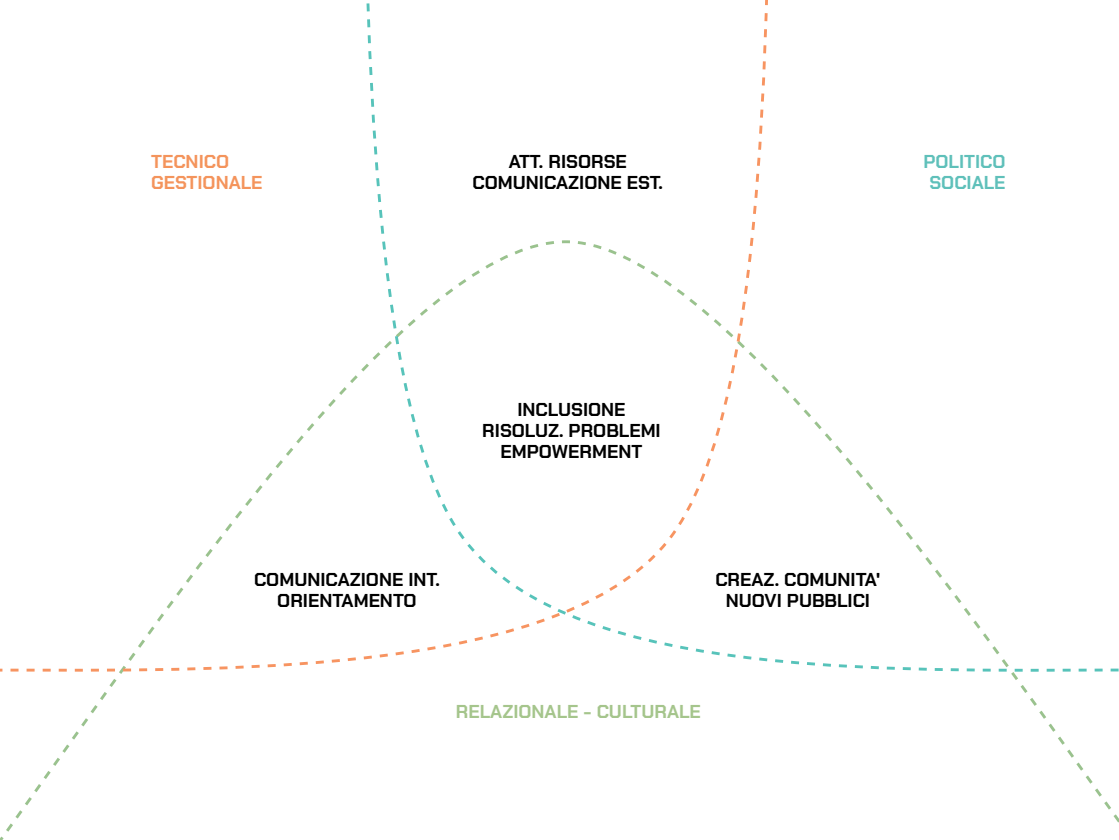 TECNICO
GESTIONALE
ATT. RISORSE
COMUNICAZIONE EST.
POLITICO
SOCIALE
INCLUSIONE
RISOLUZ. PROBLEMI
EMPOWERMENT
COMUNICAZIONE INT.
ORIENTAMENTO
CREAZ. COMUNITA'
NUOVI PUBBLICI
RELAZIONALE - CULTURALE